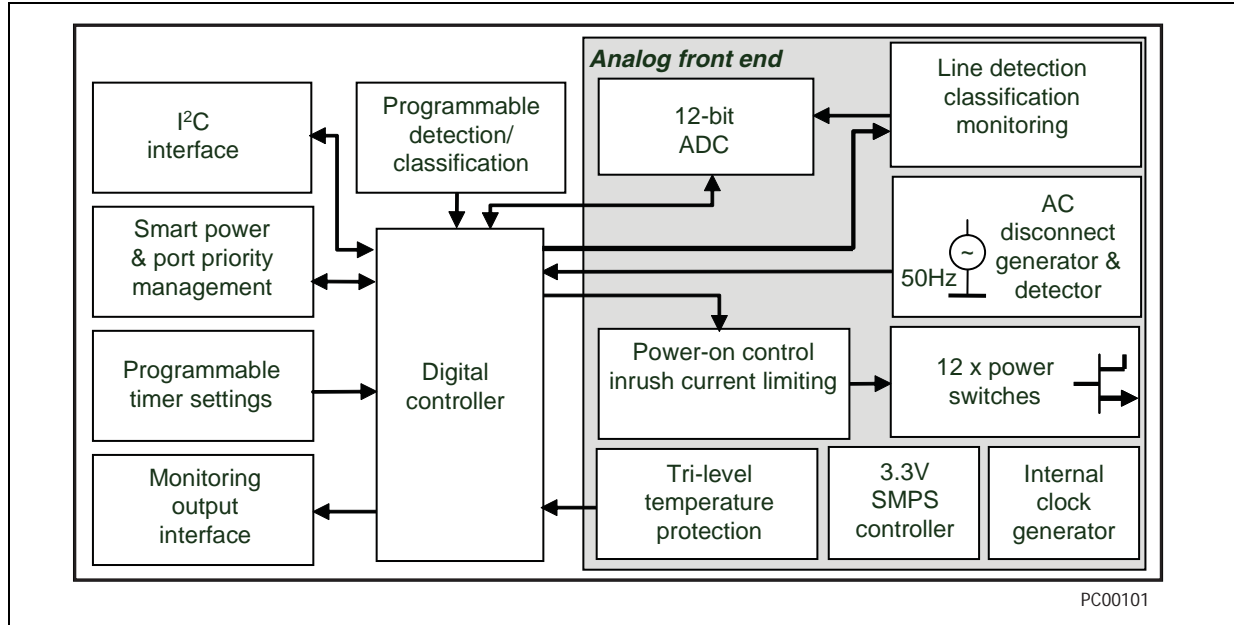 Analog front end
I²C
interface
Programmable
detection/
classification
12-bit
ADC
Line detection
classification
monitoring
Smart power
& port priority
management
AC
disconnect
generator &
detector
~
50Hz
Programmable
timer settings
Digital
controller
Power-on control
inrush current limiting
12 x power
switches
Monitoring
output
interface
Tri-level
temperature
protection
3.3V
SMPS
controller
Internal
clock
generator
PC00101